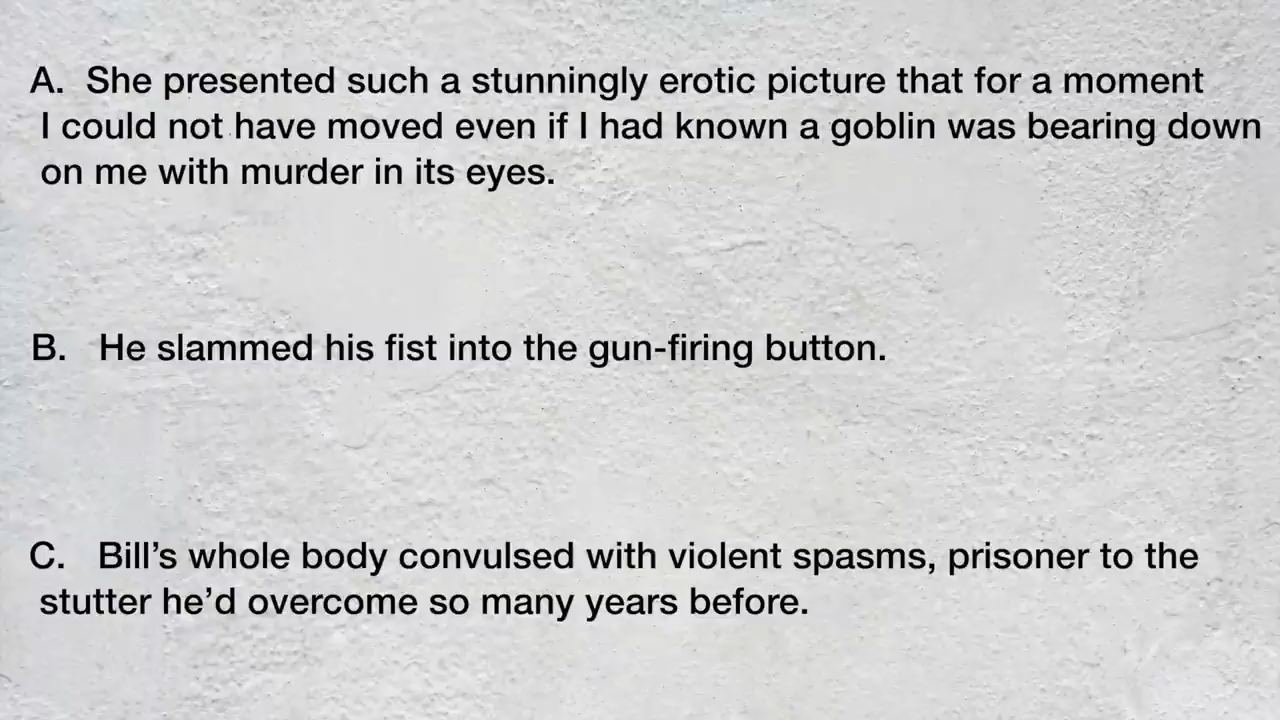 A. She presented such a stunningly erotic picture that for a moment
I could not have moved even if I had known a goblin was bearing down
on me with murder in its eyes.
B. He slammed his fist into the gun-firing button.
C. Bill’s whole body convulsed with violent spasms, prisoner to the
stutter he’d overcome so many years before.